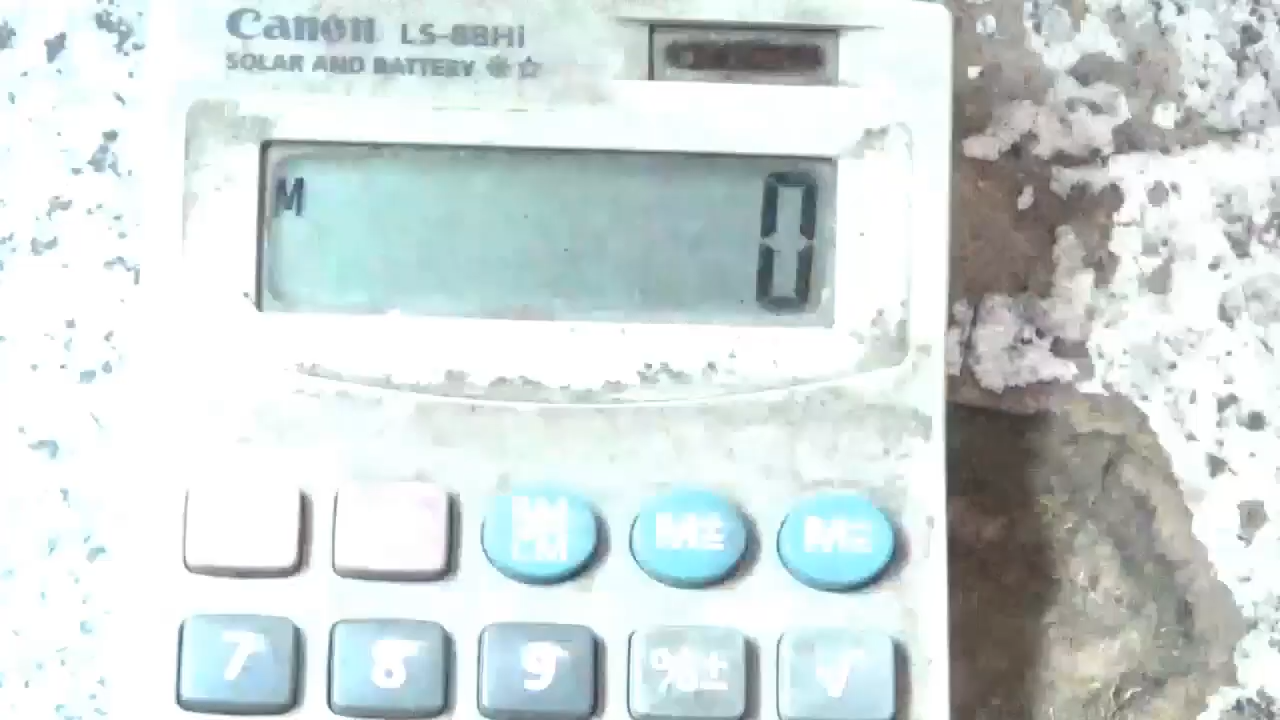 Canon LS-88Hi
SOLAR AND BATTERY
M 0
7 8 9 %± √